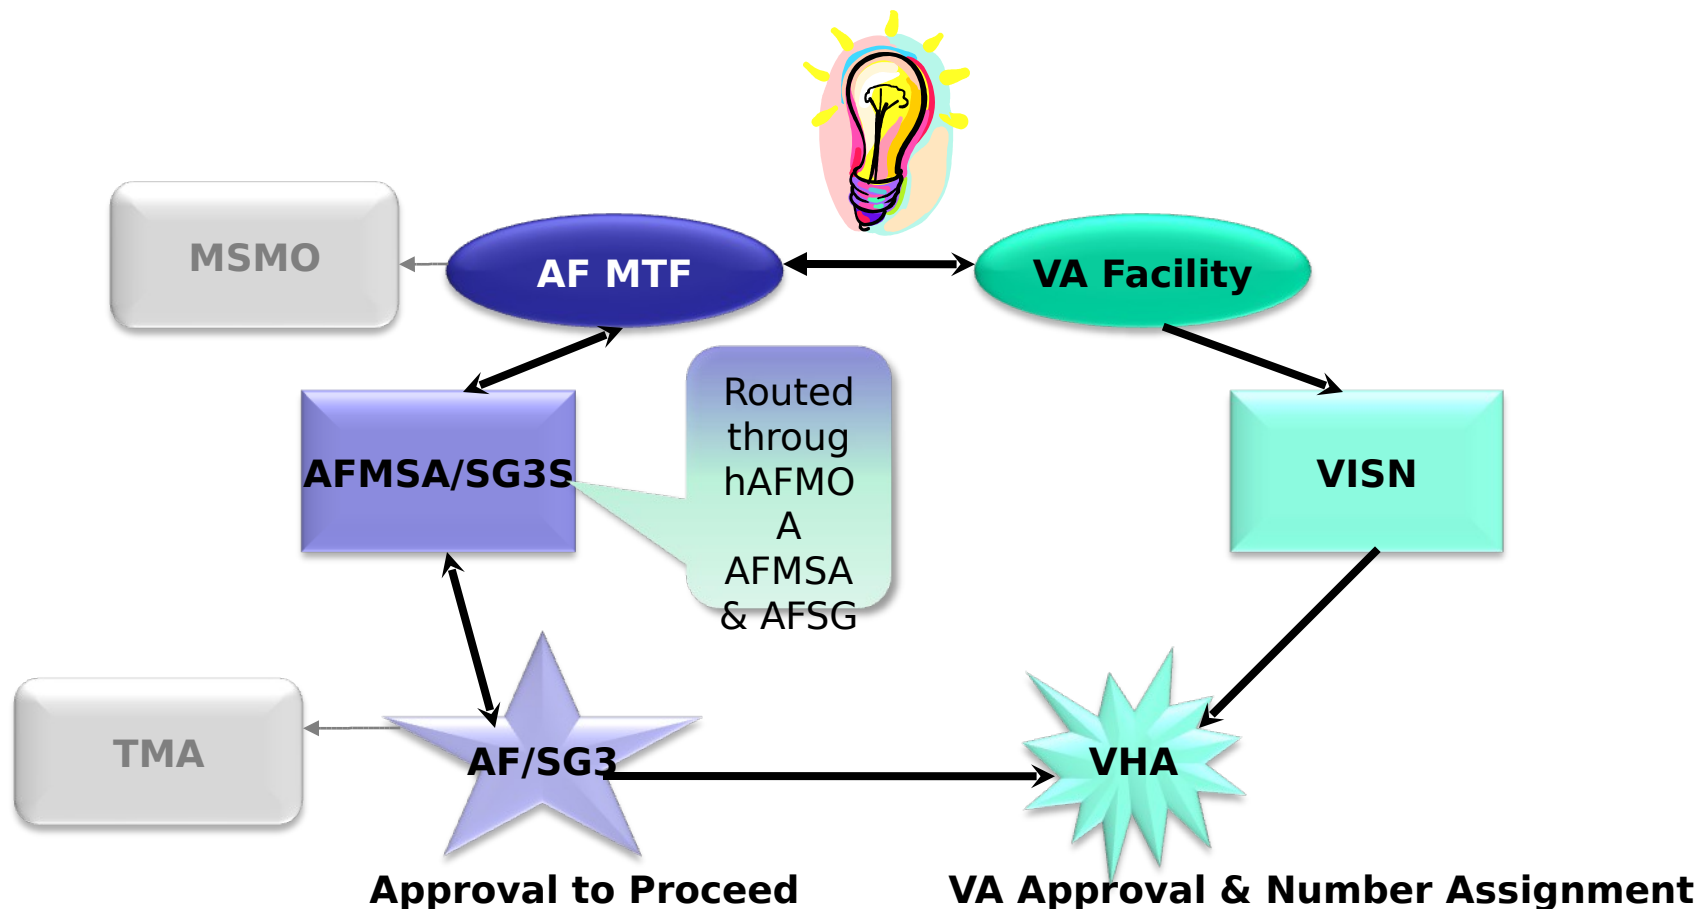 MSMO
AF MTF
VA Facility
Routed
throug
hAFMO
A
AFMSA
& AFSG
AFMSA/SG3S
VISN
TMA
AF/SG3
VHA
Approval to Proceed
VA Approval & Number Assignment